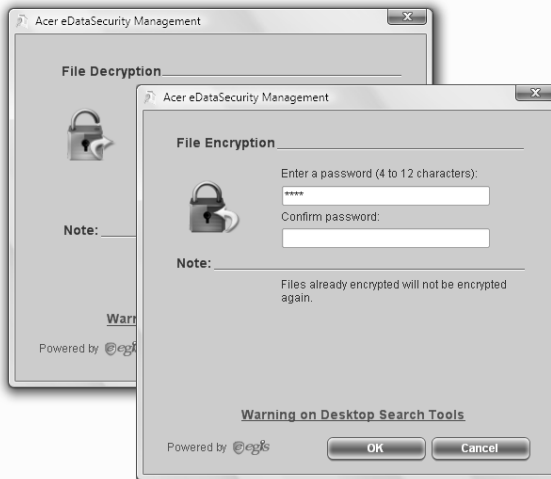 Acer eDataSecurity Management
File Decryption
Note:
Powered by egis
Acer eDataSecurity Management
File Encryption
Enter a password (4 to 12 characters):
****
Confirm password:
Note:
Files already encrypted will not be encrypted
again.
Warning on Desktop Search Tools
Powered by egis
OK
Cancel